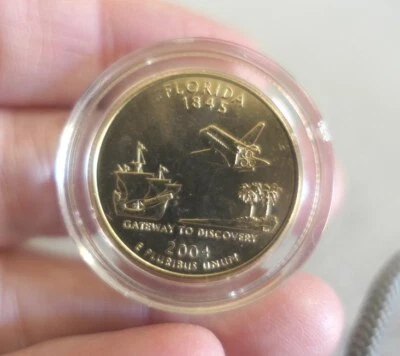 FLORIDA
1845
GATEWAY TO DISCOVERY
2004
E PLURIBUS UNUM